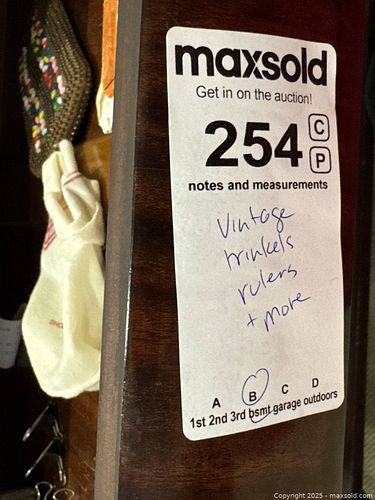 maxsold
Get in on the auction!
254
C
P
notes and measurements
Vintage
trinkets
rulers
+ more
A B C D
1st 2nd 3rd bsmt garage outdoors
Copyright 2025 - maxsold.com